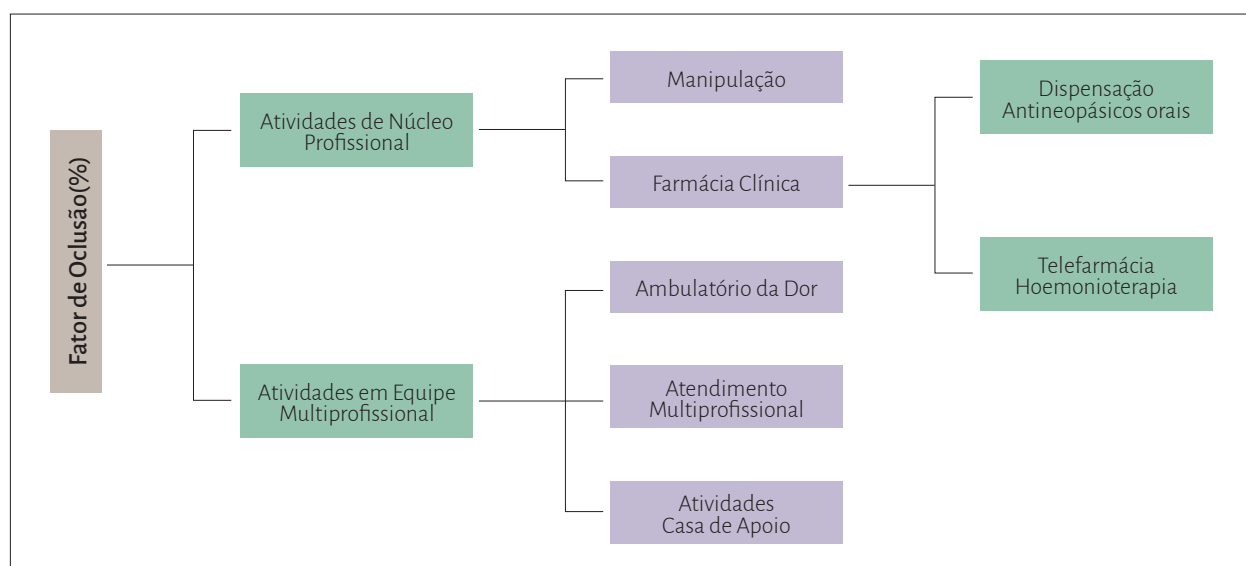 Fator de Oclusão(%)
Atividades de Núcleo
Profissional
Manipulação
Farmácia Clínica
Dispensação
Antineopásicos orais
Telefarmácia
Hoemonioterapia
Atividades em Equipe
Multiprofissional
Ambulatório da Dor
Atendimento
Multiprofissional
Atividades
Casa de Apoio